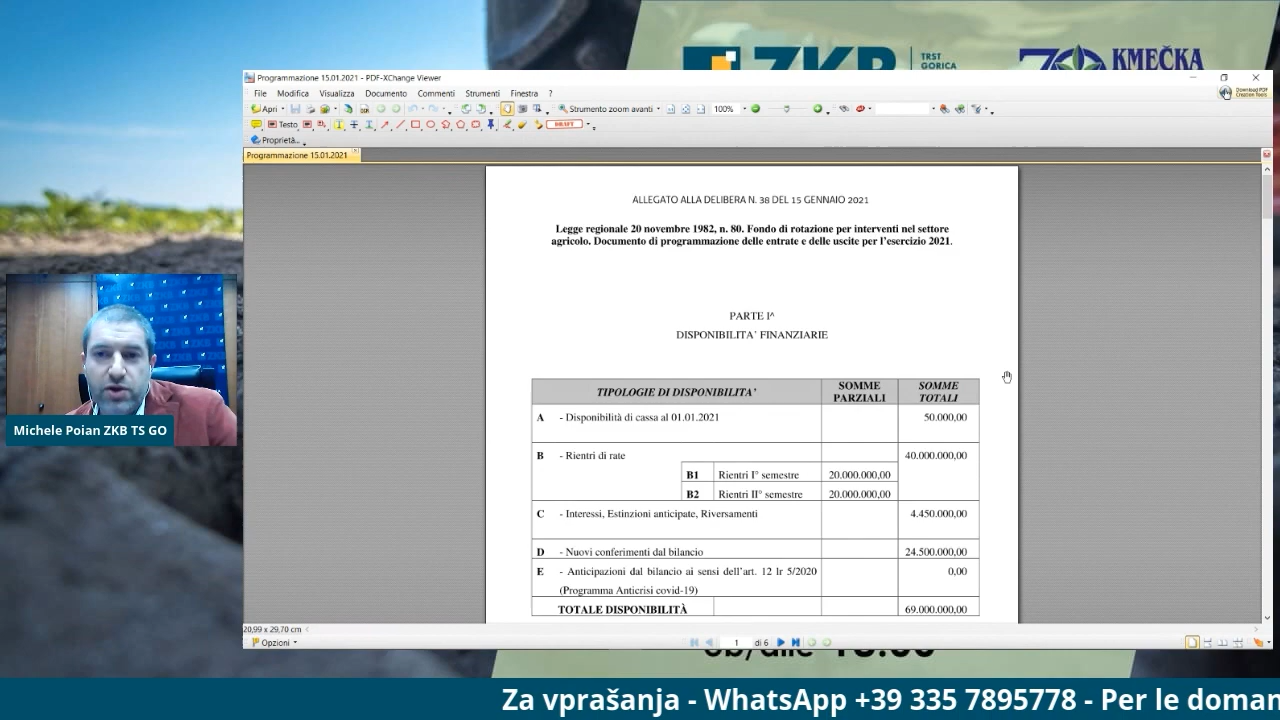 ZKB
TRST
GORICA
KMEČKA
Programmazione 15.01.2021 - PDF-XChange Viewer
File Modifica Visualizza Documento Commenti Strumenti Finestra ?
Download PDF
Creation Tools
Apri
Strumento zoom avanti
100%
Testo
DRAFT
Proprietà...
Programmazione 15.01.2021
ALLEGATO ALLA DELIBERA N. 38 DEL 15 GENNAIO 2021
Legge regionale 20 novembre 1982, n. 80. Fondo di rotazione per interventi nel settore
agricolo. Documento di programmazione delle entrate e delle uscite per l'esercizio 2021.
PARTE I^
DISPONIBILITA' FINANZIARIE
TIPOLOGIE DI DISPONIBILITA' SOMME PARZIALI SOMME TOTALI
A - Disponibilità di cassa al 01.01.2021 50.000,00
B - Rientri di rate 40.000.000,00
B1 Rientri I° semestre 20.000.000,00
B2 Rientri II° semestre 20.000.000,00
C - Interessi, Estinzioni anticipate, Riversamenti 4.450.000,00
D - Nuovi conferimenti dal bilancio 24.500.000,00
E - Anticipazioni dal bilancio ai sensi dell'art. 12 lr 5/2020 0,00
(Programma Anticrisi covid-19)
TOTALE DISPONIBILITÀ 69.000.000,00
20,99 x 29,70 cm
Opzioni
1 di 6
Michele Poian ZKB TS GO
Za vprašanja - WhatsApp +39 335 7895778 - Per le doman